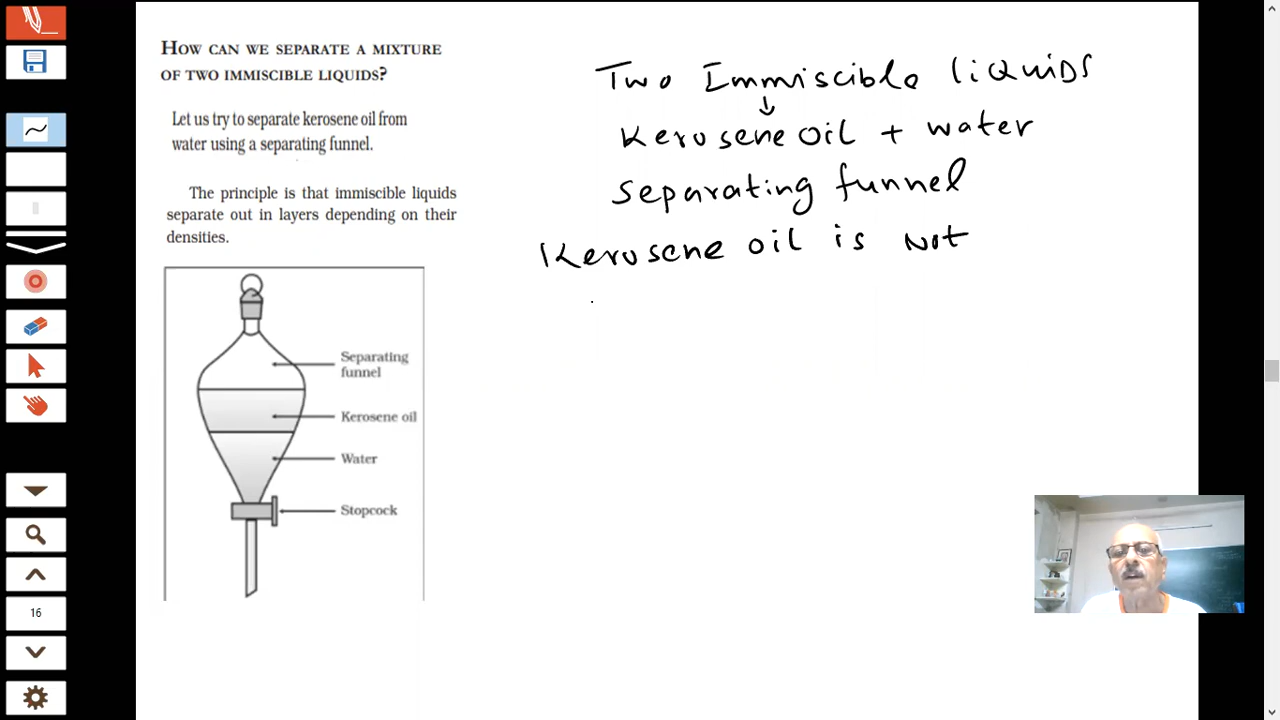 HOW CAN WE SEPARATE A MIXTURE
OF TWO IMMISCIBLE LIQUIDS?
Let us try to separate kerosene oil from
water using a separating funnel.
The principle is that immiscible liquids
separate out in layers depending on their
densities.
Separating
funnel
Kerosene oil
Water
Stopcock
Two Immiscible liQuiDs
Kerosene Oil + water
Separating funnel
Kerosene oil is Not
16